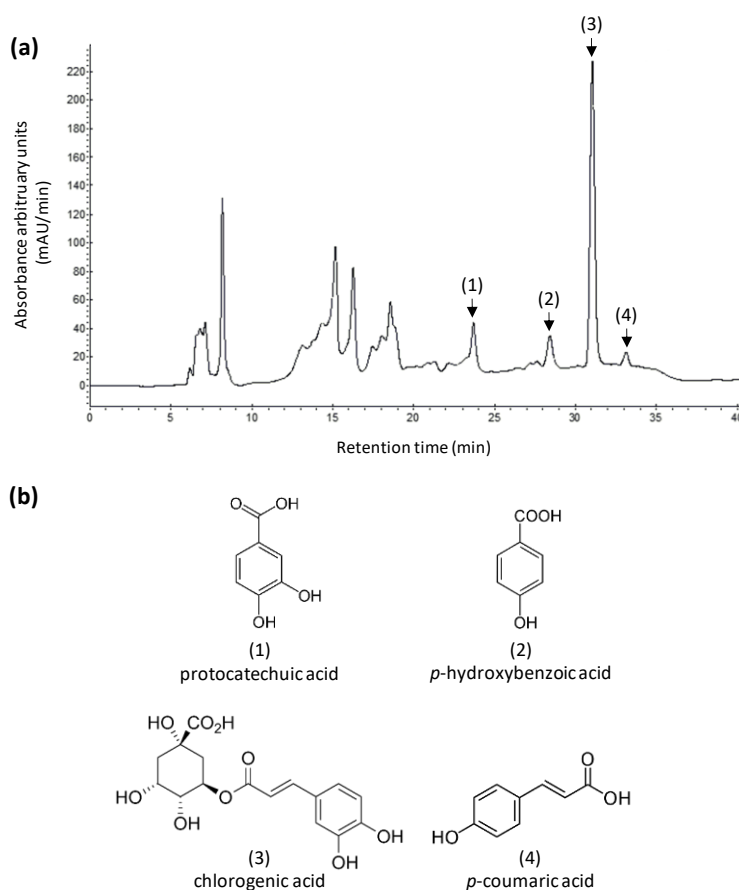 (a)
Absorbance arbitruary units
(mAU/min)
220
200
180
160
140
120
100
80
60
40
20
0
(1)
(2)
(3)
(4)
0 5 10 15 20 25 30 35 40
Retention time (min)
(b)
O OH
OH
OH
(1)
protocatechuic acid
COOH
OH
(2)
p-hydroxybenzoic acid
HO CO₂H
O
O
HO
OH
OH
OH
(3)
chlorogenic acid
O
OH
HO
(4)
p-coumaric acid